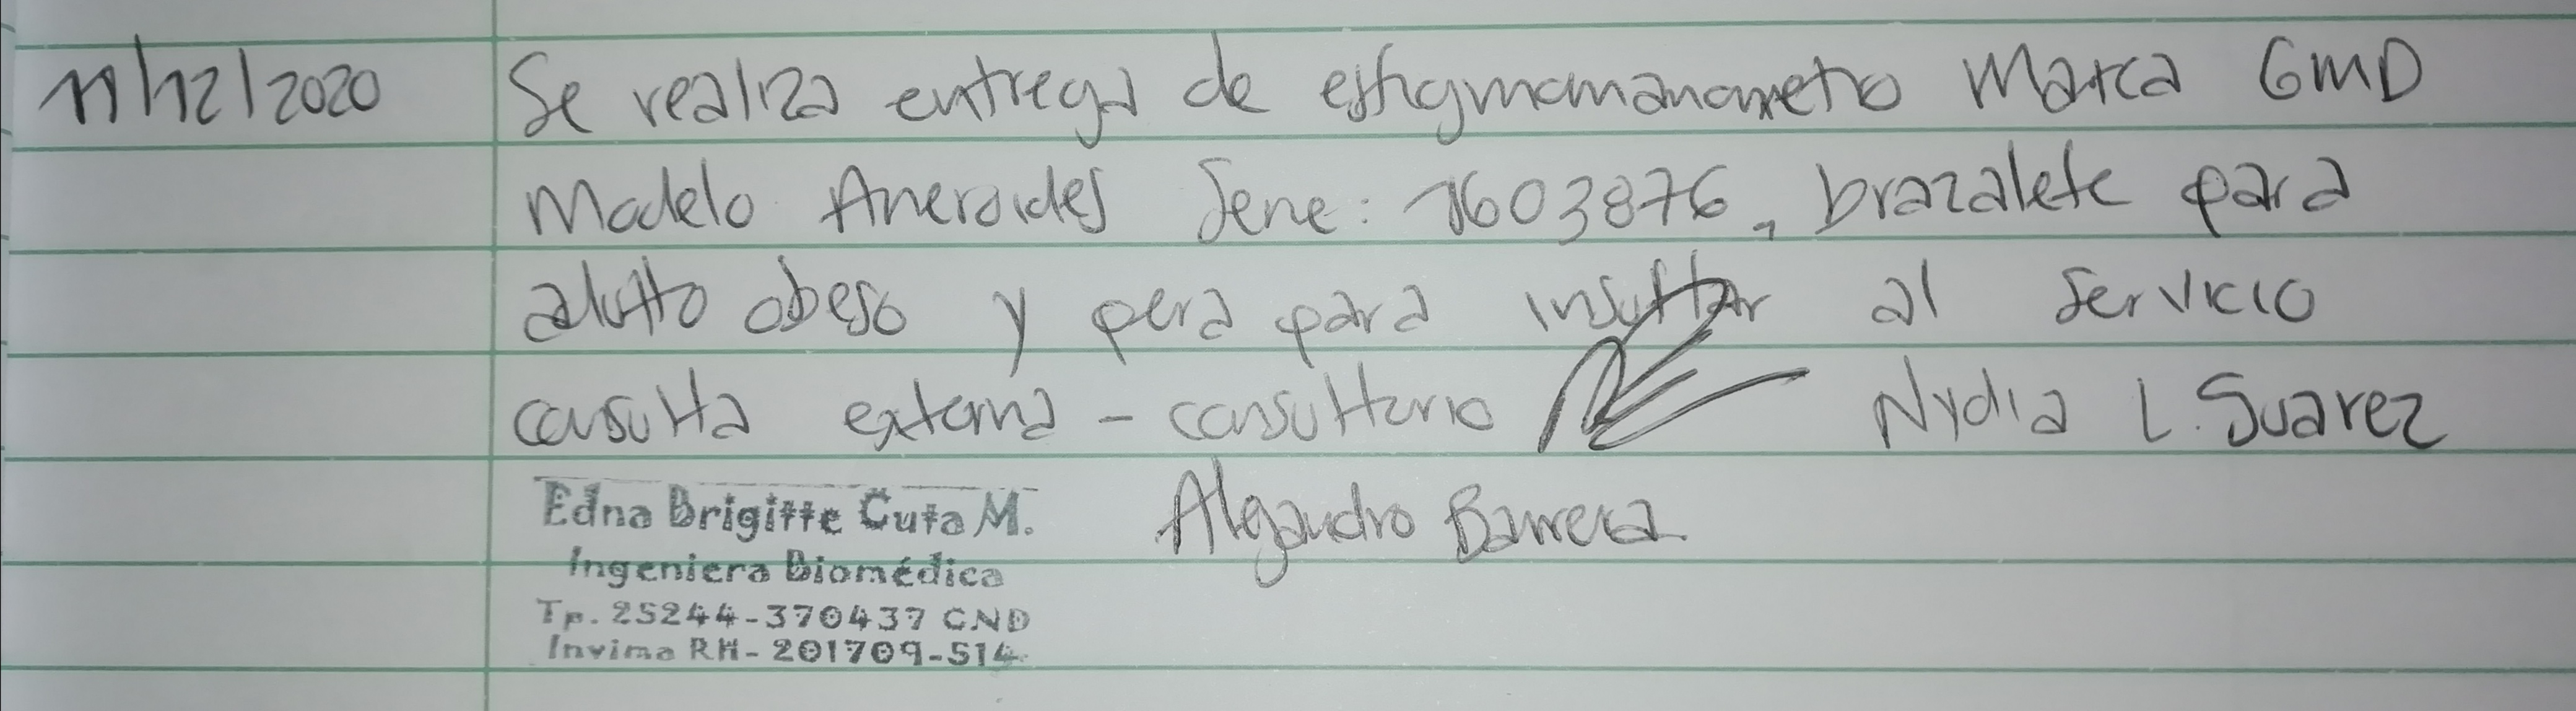 11/12/2020 Se realiza entrega de esfigmomanometro Marca GMD
Modelo Aneroides Serie: 1603876, brazalete para
adulto obeso y pera para insuflar al servicio
consulta externa - consultorio Nydia L. Suarez
Edna Brigitte Cuta M. Alejandro Barrera
Ingeniera Biomédica
Tp. 25244-370437 CND
Invima RH- 201709-514